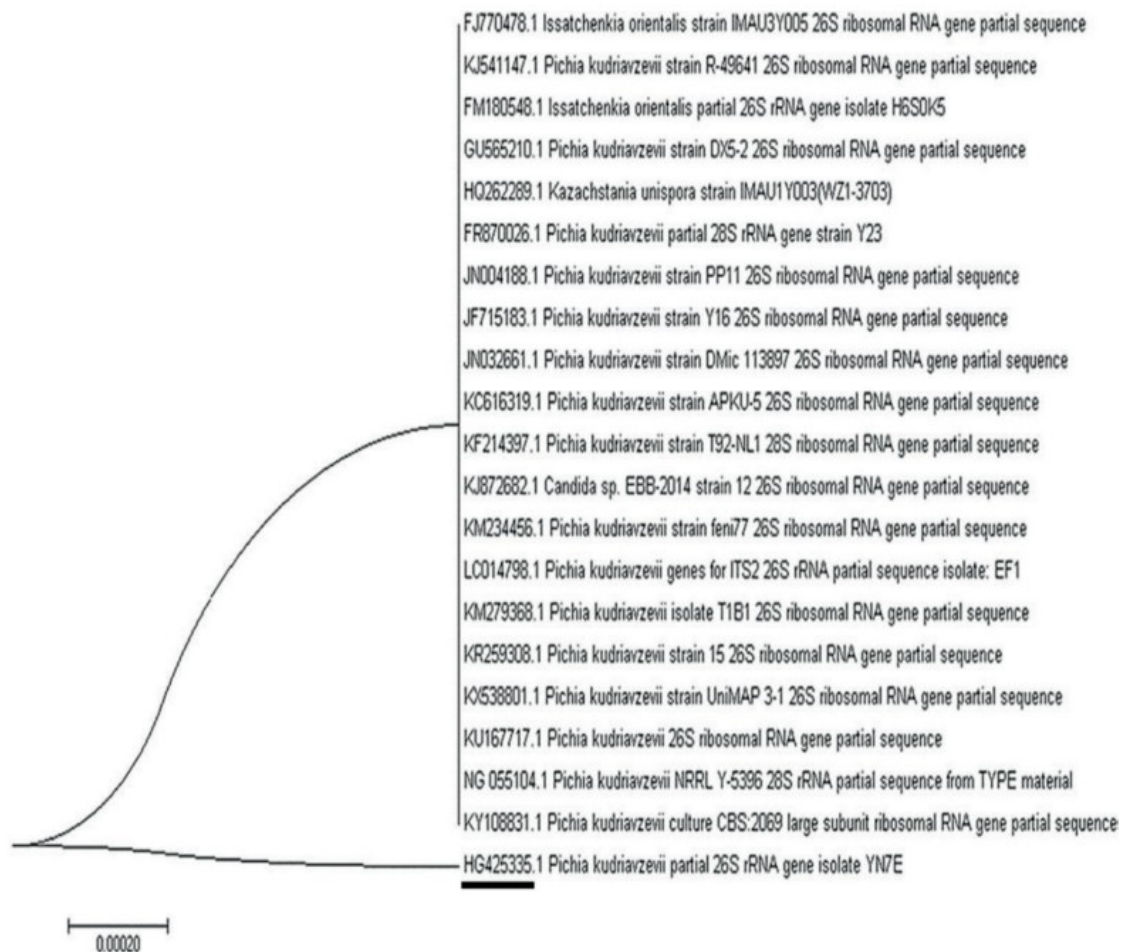 FJ770478.1 Issatchenkia orientalis strain IMAU3Y005 26S ribosomal RNA gene partial sequence
KJ541147.1 Pichia kudriavzevii strain R-49641 26S ribosomal RNA gene partial sequence
FM180548.1 Issatchenkia orientalis partial 26S rRNA gene isolate H6S0K5
GU565210.1 Pichia kudriavzevii strain DX5-2 26S ribosomal RNA gene partial sequence
HQ262289.1 Kazachstania unispora strain IMAU1Y003(WZ1-3703)
FR870026.1 Pichia kudriavzevii partial 28S rRNA gene strain Y23
JN004188.1 Pichia kudriavzevii strain PP11 26S ribosomal RNA gene partial sequence
JF715183.1 Pichia kudriavzevii strain Y16 26S ribosomal RNA gene partial sequence
JN032661.1 Pichia kudriavzevii strain DMic 113897 26S ribosomal RNA gene partial sequence
KC616319.1 Pichia kudriavzevii strain APKU-5 26S ribosomal RNA gene partial sequence
KF214397.1 Pichia kudriavzevii strain T92-NL1 28S ribosomal RNA gene partial sequence
KJ872682.1 Candida sp. EBB-2014 strain 12 26S ribosomal RNA gene partial sequence
KM234456.1 Pichia kudriavzevii strain feni77 26S ribosomal RNA gene partial sequence
LC014798.1 Pichia kudriavzevii genes for ITS2 26S rRNA partial sequence isolate: EF1
KM279368.1 Pichia kudriavzevii isolate T1B1 26S ribosomal RNA gene partial sequence
KR259308.1 Pichia kudriavzevii strain 15 26S ribosomal RNA gene partial sequence
KX538801.1 Pichia kudriavzevii strain UniMAP 3-1 26S ribosomal RNA gene partial sequence
KU167717.1 Pichia kudriavzevii 26S ribosomal RNA gene partial sequence
NG 055104.1 Pichia kudriavzevii NRRL Y-5396 28S rRNA partial sequence from TYPE material
KY108831.1 Pichia kudriavzevii culture CBS:2069 large subunit ribosomal RNA gene partial sequence
HG425335.1 Pichia kudriavzevii partial 26S rRNA gene isolate YN7E
0.00020